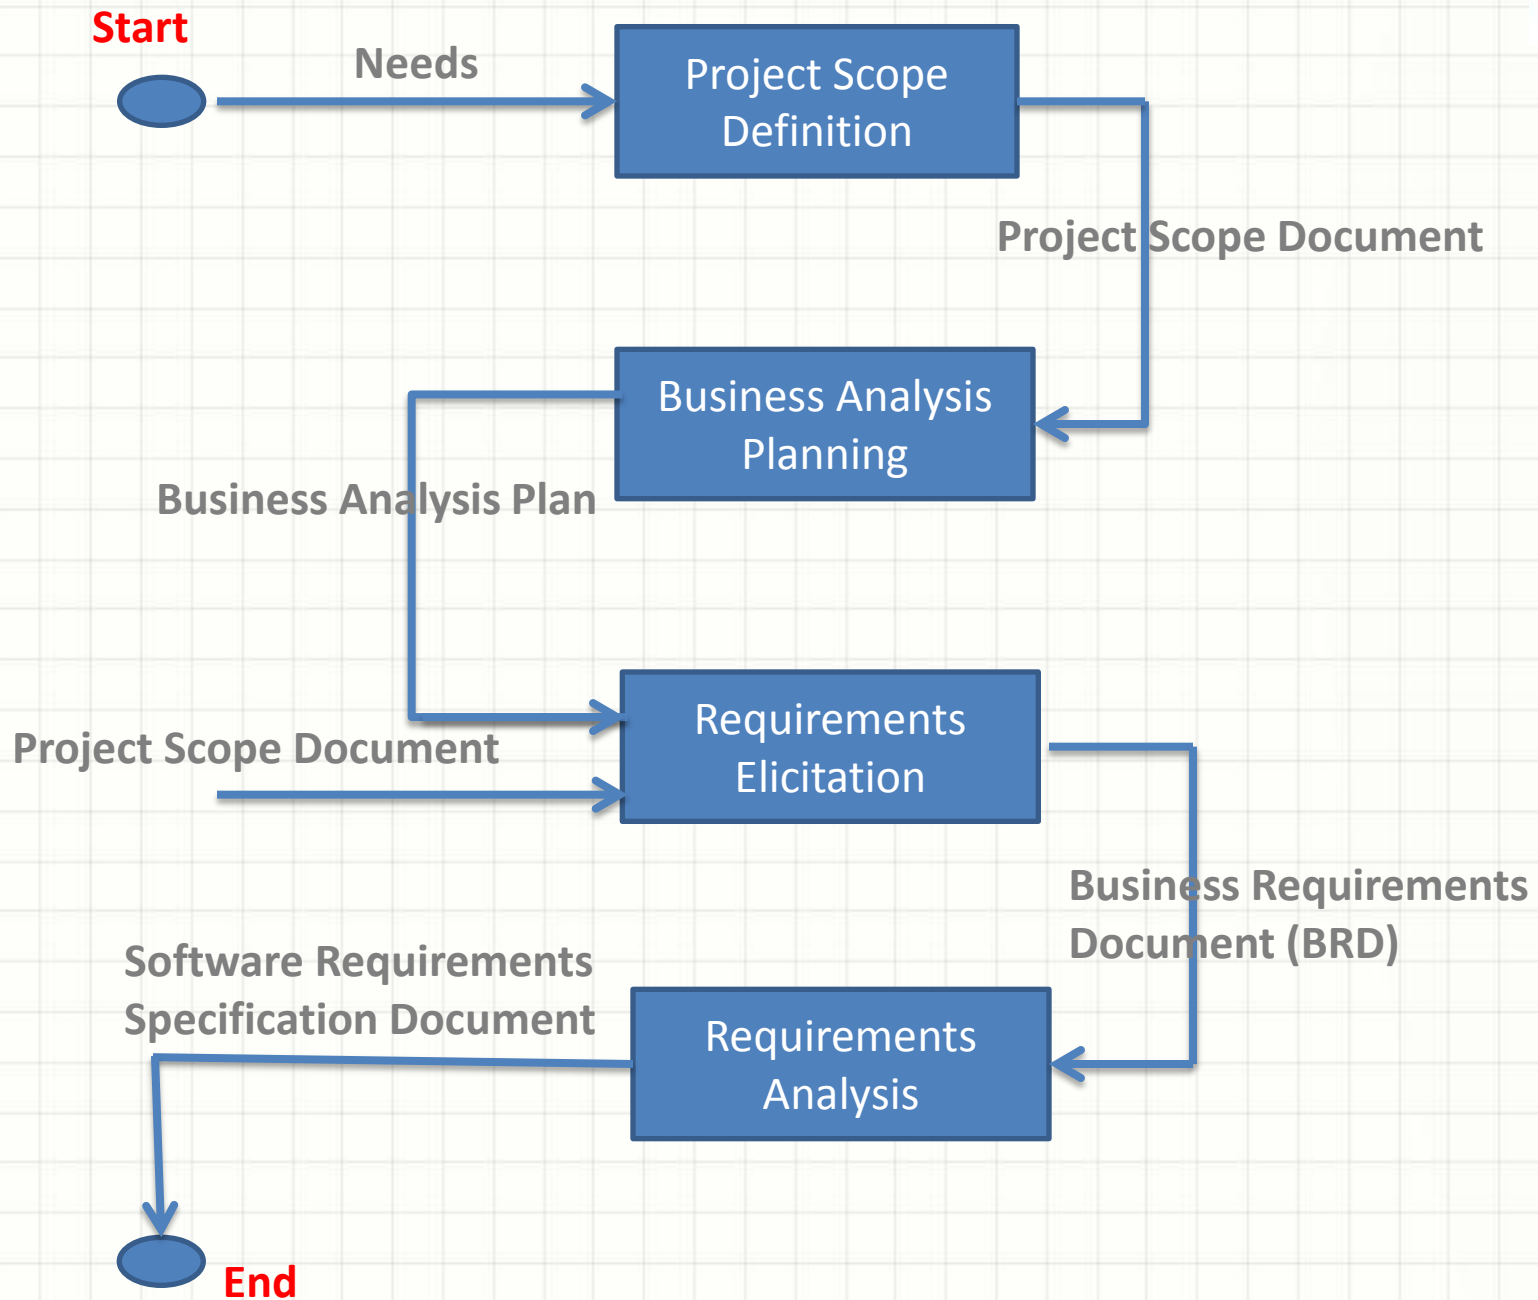 Start
Needs
Project Scope
Definition
Project Scope Document
Business Analysis
Planning
Business Analysis Plan
Requirements
Elicitation
Project Scope Document
Business Requirements
Document (BRD)
Software Requirements
Specification Document
Requirements
Analysis
End